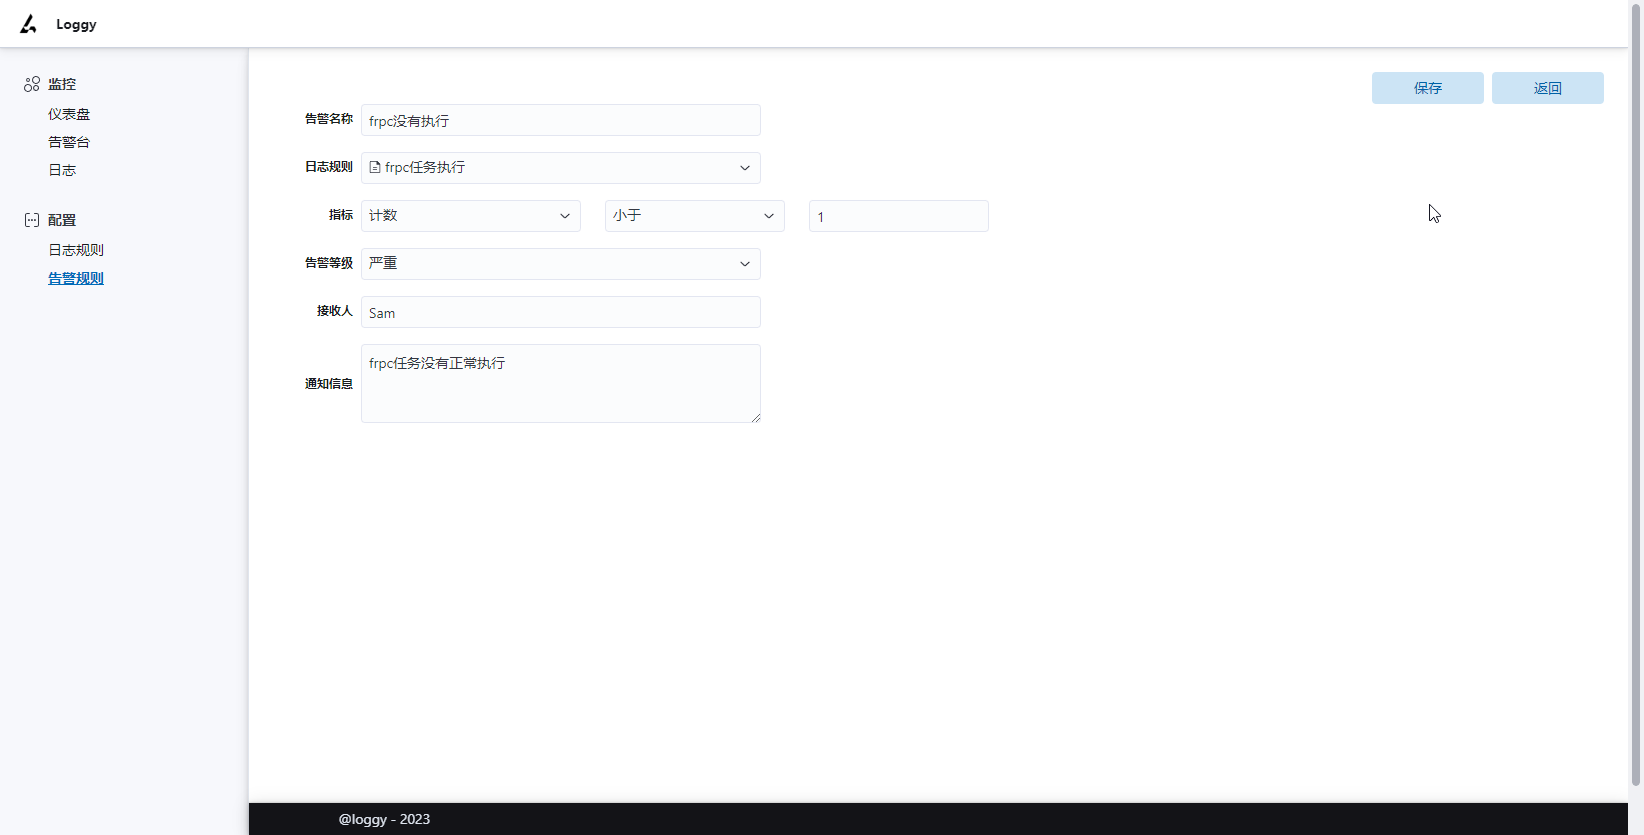 Loggy
监控
仪表盘
告警台
日志
配置
日志规则
告警规则
保存 返回
告警名称 frpc没有执行
日志规则 frpc任务执行
指标 计数 小于 1
告警等级 严重
接收人 Sam
通知信息 frpc任务没有正常执行
@loggy - 2023